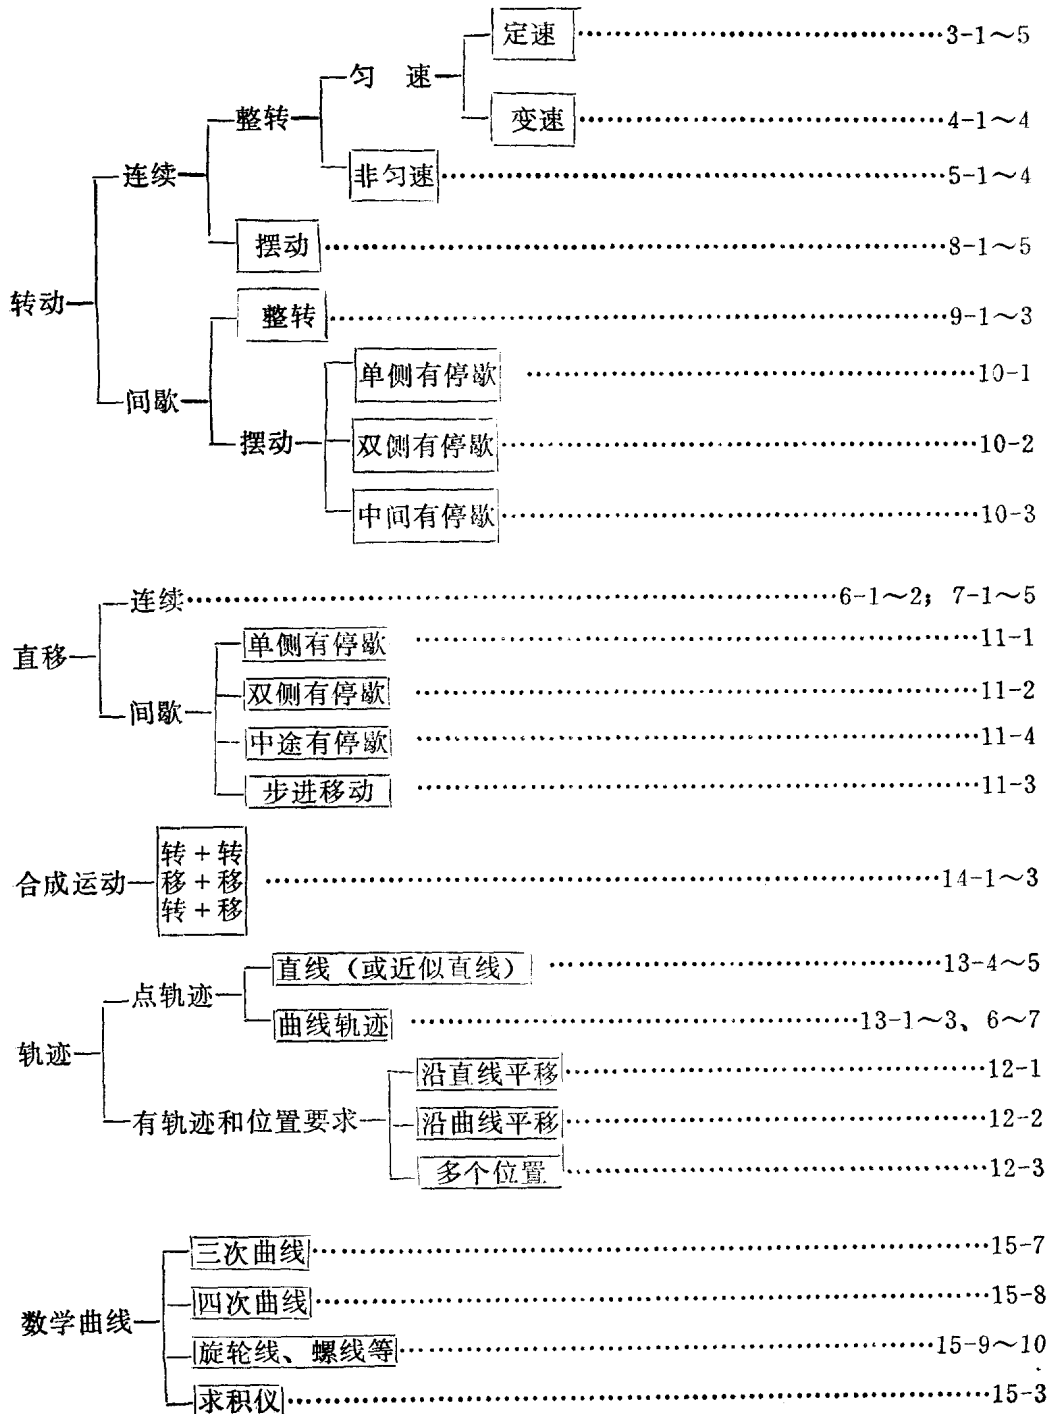 定速 3-1～5
匀 速
整转
变速 4-1～4
连续
非匀速 5-1～4
摆动 8-1～5
转动
整转 9-1～3
单侧有停歇 10-1
间歇
摆动
双侧有停歇 10-2
中间有停歇 10-3
连续 6-1～2；7-1～5
单侧有停歇 11-1
直移
双侧有停歇 11-2
间歇
中途有停歇 11-4
步进移动 11-3
转＋转
合成运动 移＋移 14-1～3
转＋移
直线（或近似直线） 13-4～5
点轨迹
曲线轨迹 13-1～3、6～7
轨迹
沿直线平移 12-1
有轨迹和位置要求 沿曲线平移 12-2
多个位置 12-3
三次曲线 15-7
四次曲线 15-8
数学曲线
旋轮线、螺线等 15-9～10
求积仪 15-3